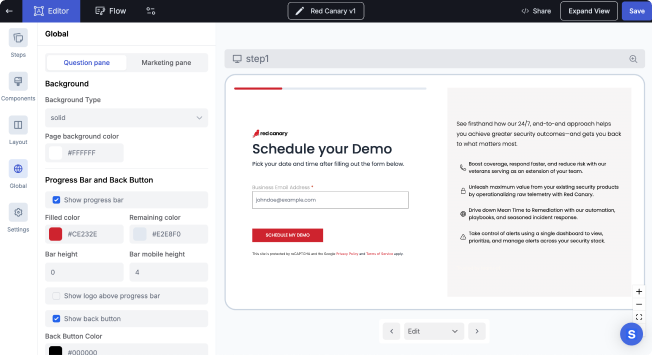 Editor
Flow
Red Canary v1
Share
Expand View
Save
Steps
Components
Layout
Global
Settings
Global
Question pane
Marketing pane
Background
Background Type
solid
Page background color
#FFFFFF
Progress Bar and Back Button
Show progress bar
Filled color
Remaining color
#CE232E
#E2E8F0
Bar height
Bar mobile height
0
4
Show logo above progress bar
Show back button
Back Button Color
#000000
step1
red canary
Schedule your Demo
Pick your date and time after filling out the form below.
Business Email Address *
johndoe@example.com
SCHEDULE MY DEMO
This site is protected by reCAPTCHA and the Google Privacy Policy and Terms of Service apply.
See firsthand how our 24/7, end-to-end approach helps
you achieve greater security outcomes—and gets you back
to what matters most.
Boost coverage, respond faster, and reduce risk with our
veterans serving as an extension of your team.
Unleash maximum value from your existing security products
by operationalizing raw telemetry with Red Canary.
Drive down Mean Time to Remediation with our automation,
playbooks, and seasoned incident response.
Take control of alerts using a single dashboard to view,
prioritize, and manage alerts across your security stack.
Edit
S